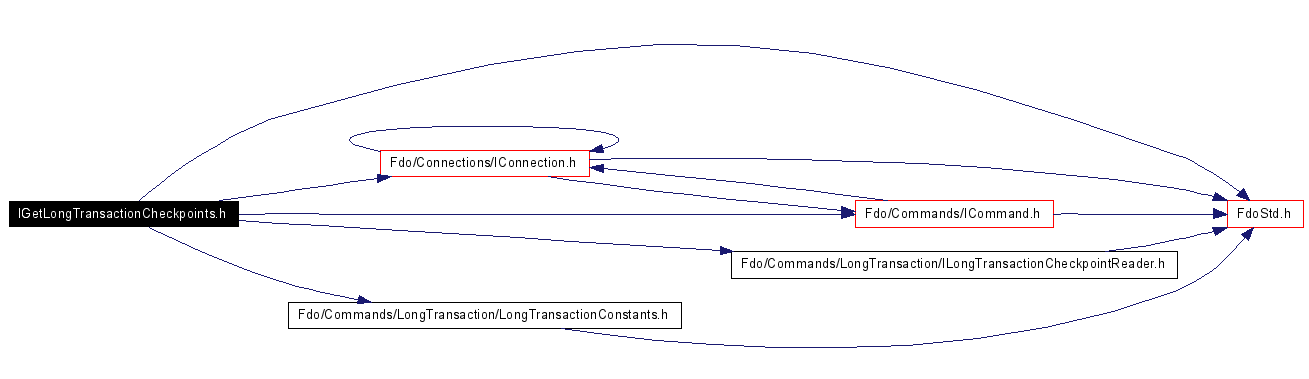 Fdo/Connections/IConnection.h
IGetLongTransactionCheckpoints.h
Fdo/Commands/ICommand.h
FdoStd.h
Fdo/Commands/LongTransaction/ILongTransactionCheckpointReader.h
Fdo/Commands/LongTransaction/LongTransactionConstants.h